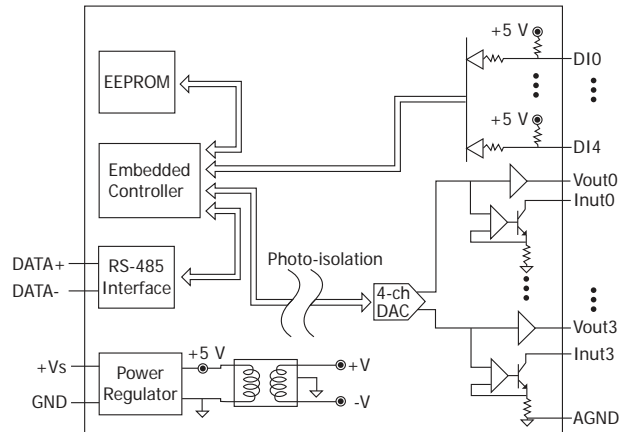 +5 V
DI0
EEPROM
+5 V
DI4
Embedded
Controller
Vout0
Inut0
DATA+
DATA-
RS-485
Interface
Photo-isolation
4-ch
DAC
Vout3
+Vs
GND
Power
Regulator
+5 V
+V
-V
Inut3
AGND